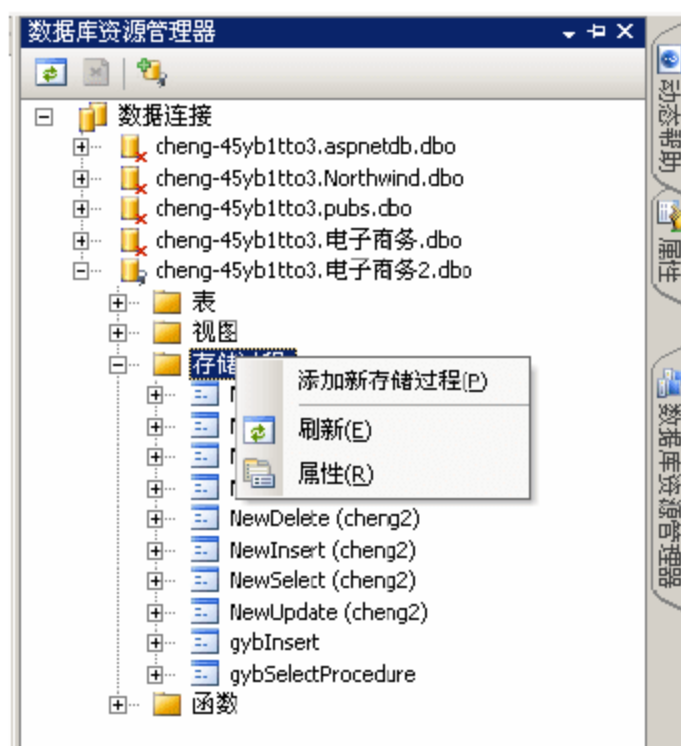 数据库资源管理器
数据连接
cheng-45yb1tto3.aspnetdb.dbo
cheng-45yb1tto3.Northwind.dbo
cheng-45yb1tto3.pubs.dbo
cheng-45yb1tto3.电子商务.dbo
cheng-45yb1tto3.电子商务2.dbo
表
视图
存储过程
添加新存储过程(P)
刷新(E)
属性(R)
NewDelete (cheng2)
NewInsert (cheng2)
NewSelect (cheng2)
NewUpdate (cheng2)
gybInsert
gybSelectProcedure
函数
动态帮助
属性
数据库资源管理器